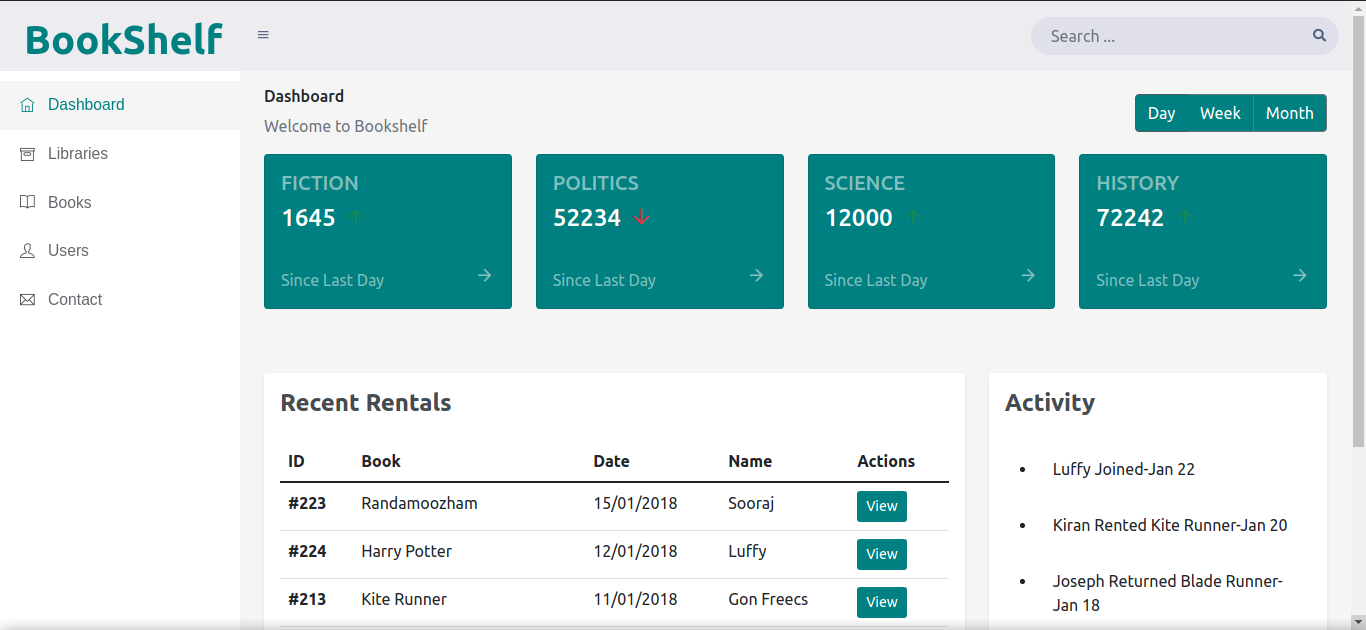 BookShelf
Search ...
Dashboard
Libraries
Books
Users
Contact
Dashboard
Welcome to Bookshelf
Day Week Month
FICTION
1645
Since Last Day
POLITICS
52234
Since Last Day
SCIENCE
12000
Since Last Day
HISTORY
72242
Since Last Day
Recent Rentals
ID Book Date Name Actions
#223 Randamoozham 15/01/2018 Sooraj View
#224 Harry Potter 12/01/2018 Luffy View
#213 Kite Runner 11/01/2018 Gon Freecs View
Activity
Luffy Joined-Jan 22
Kiran Rented Kite Runner-Jan 20
Joseph Returned Blade Runner-
Jan 18